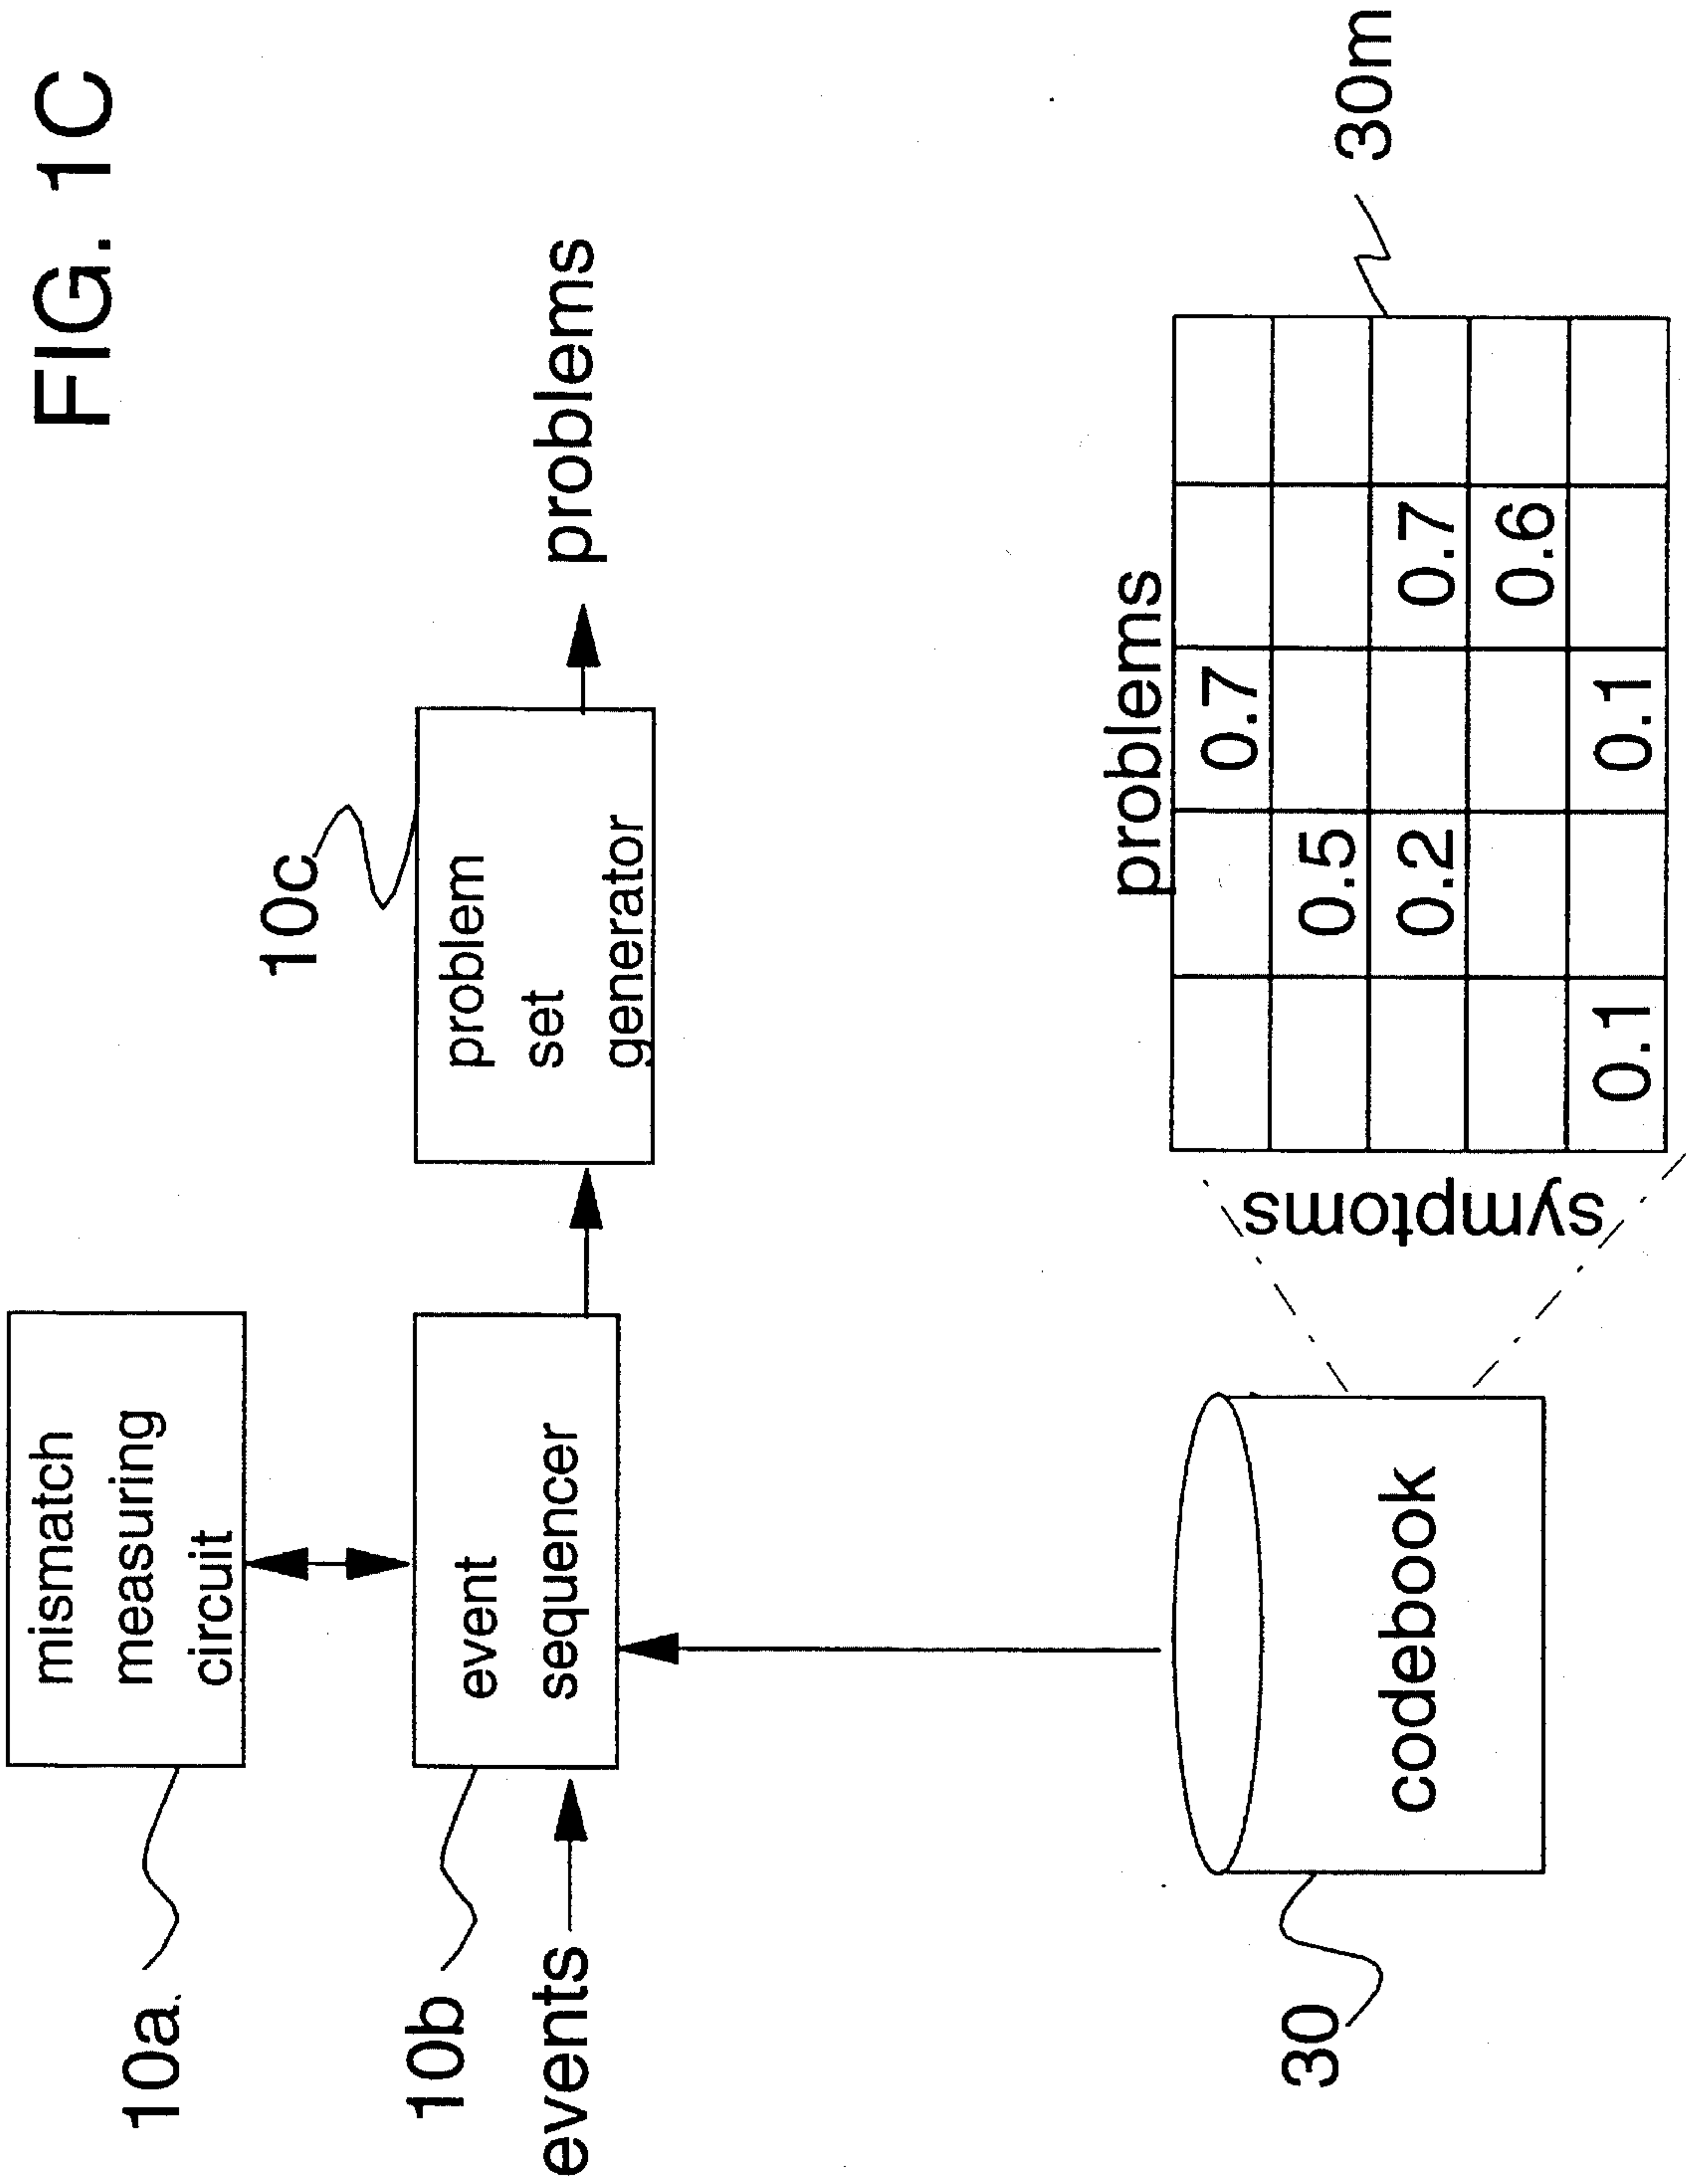 FIG. 1C
10a
mismatch
measuring
circuit
10b
event
sequencer
events
10c
problem
set
generator
problems
30
codebook
problems
symptoms
0.7
0.5
0.2 0.7
0.6
0.1 0.1
30m